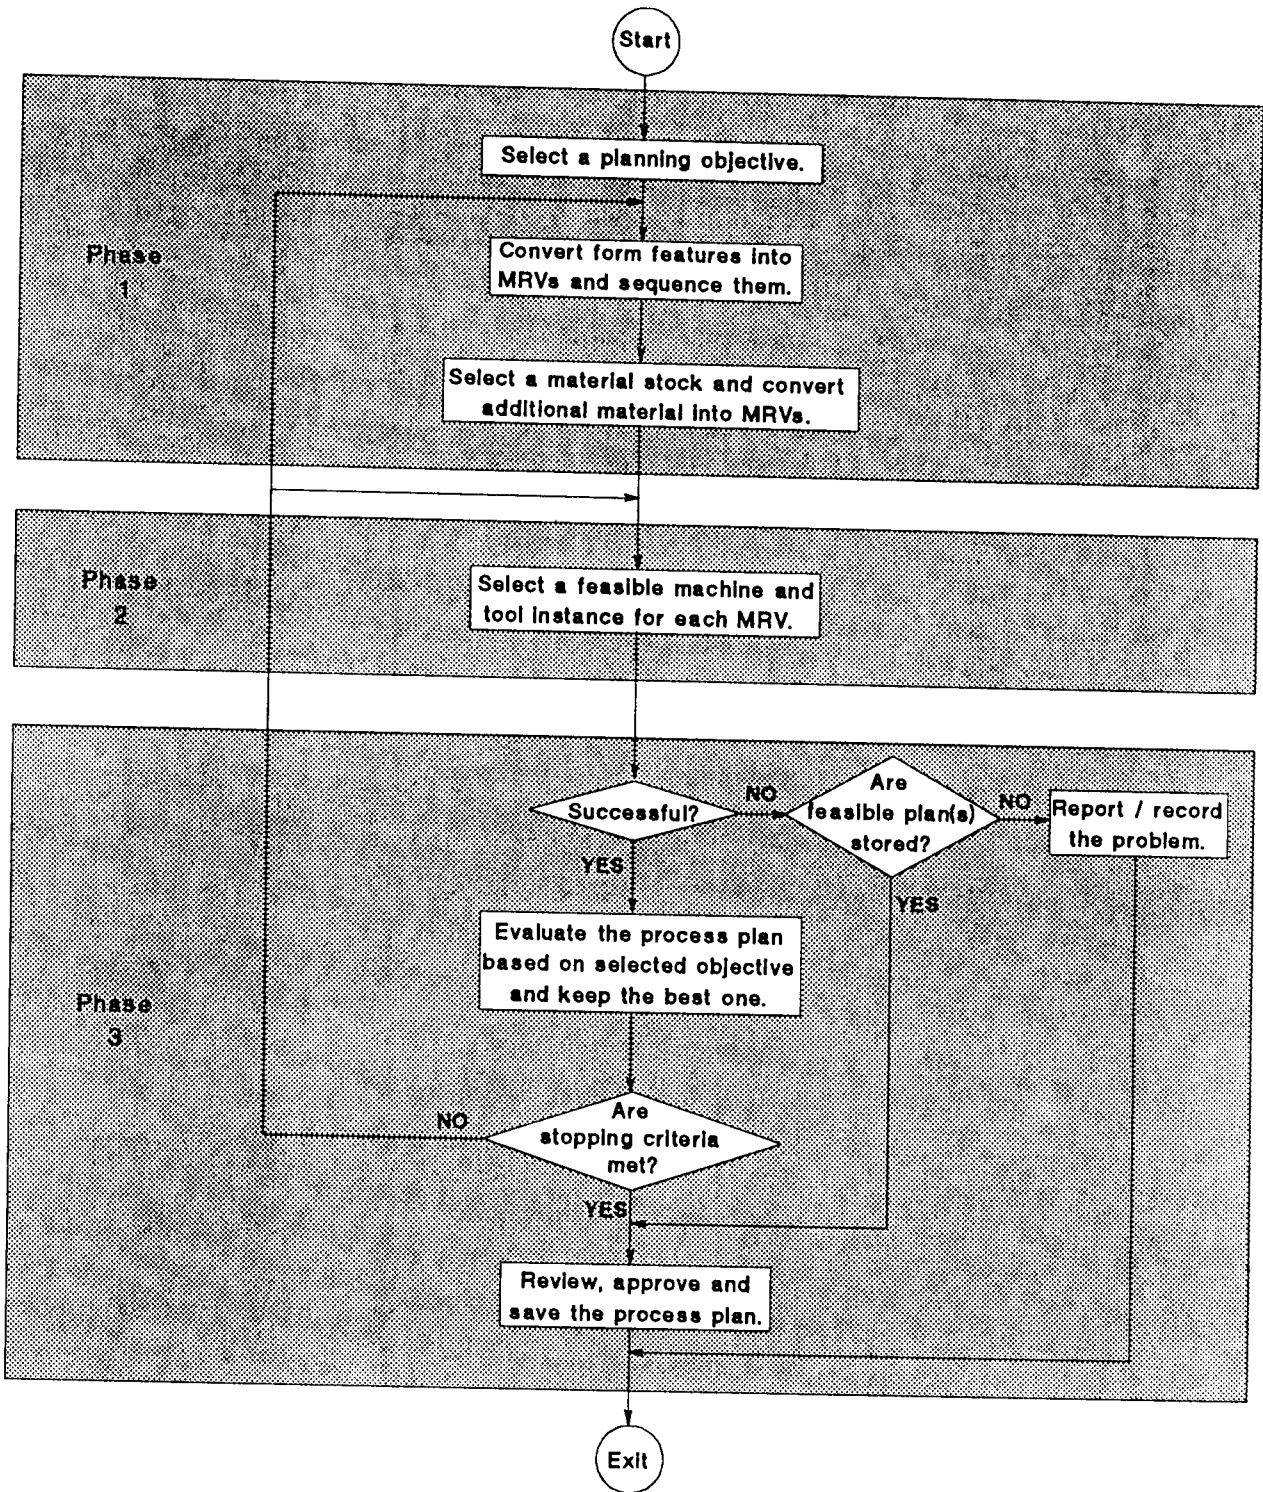 Start
Select a planning objective.
Phase
1
Convert form features into
MRVs and sequence them.
Select a material stock and convert
additional material into MRVs.
Phase
2
Select a feasible machine and
tool instance for each MRV.
Successful?
NO
Are
feasible plan(s)
stored?
NO
Report / record
the problem.
YES
YES
Evaluate the process plan
based on selected objective
and keep the best one.
Phase
3
NO
Are
stopping criteria
met?
YES
Review, approve and
save the process plan.
Exit